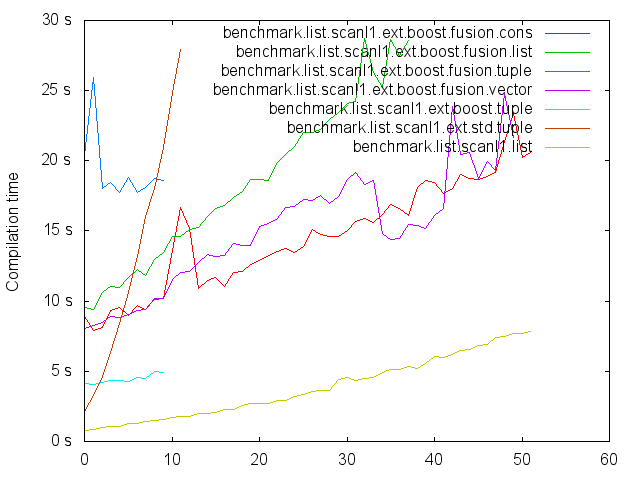 30 s
25 s
20 s
15 s
10 s
5 s
0 s
Compilation time
benchmark.list.scanl1.ext.boost.fusion.cons
benchmark.list.scanl1.ext.boost.fusion.list
benchmark.list.scanl1.ext.boost.fusion.tuple
benchmark.list.scanl1.ext.boost.fusion.vector
benchmark.list.scanl1.ext.boost.tuple
benchmark.list.scanl1.ext.std.tuple
benchmark.list.scanl1.list
0 10 20 30 40 50 60